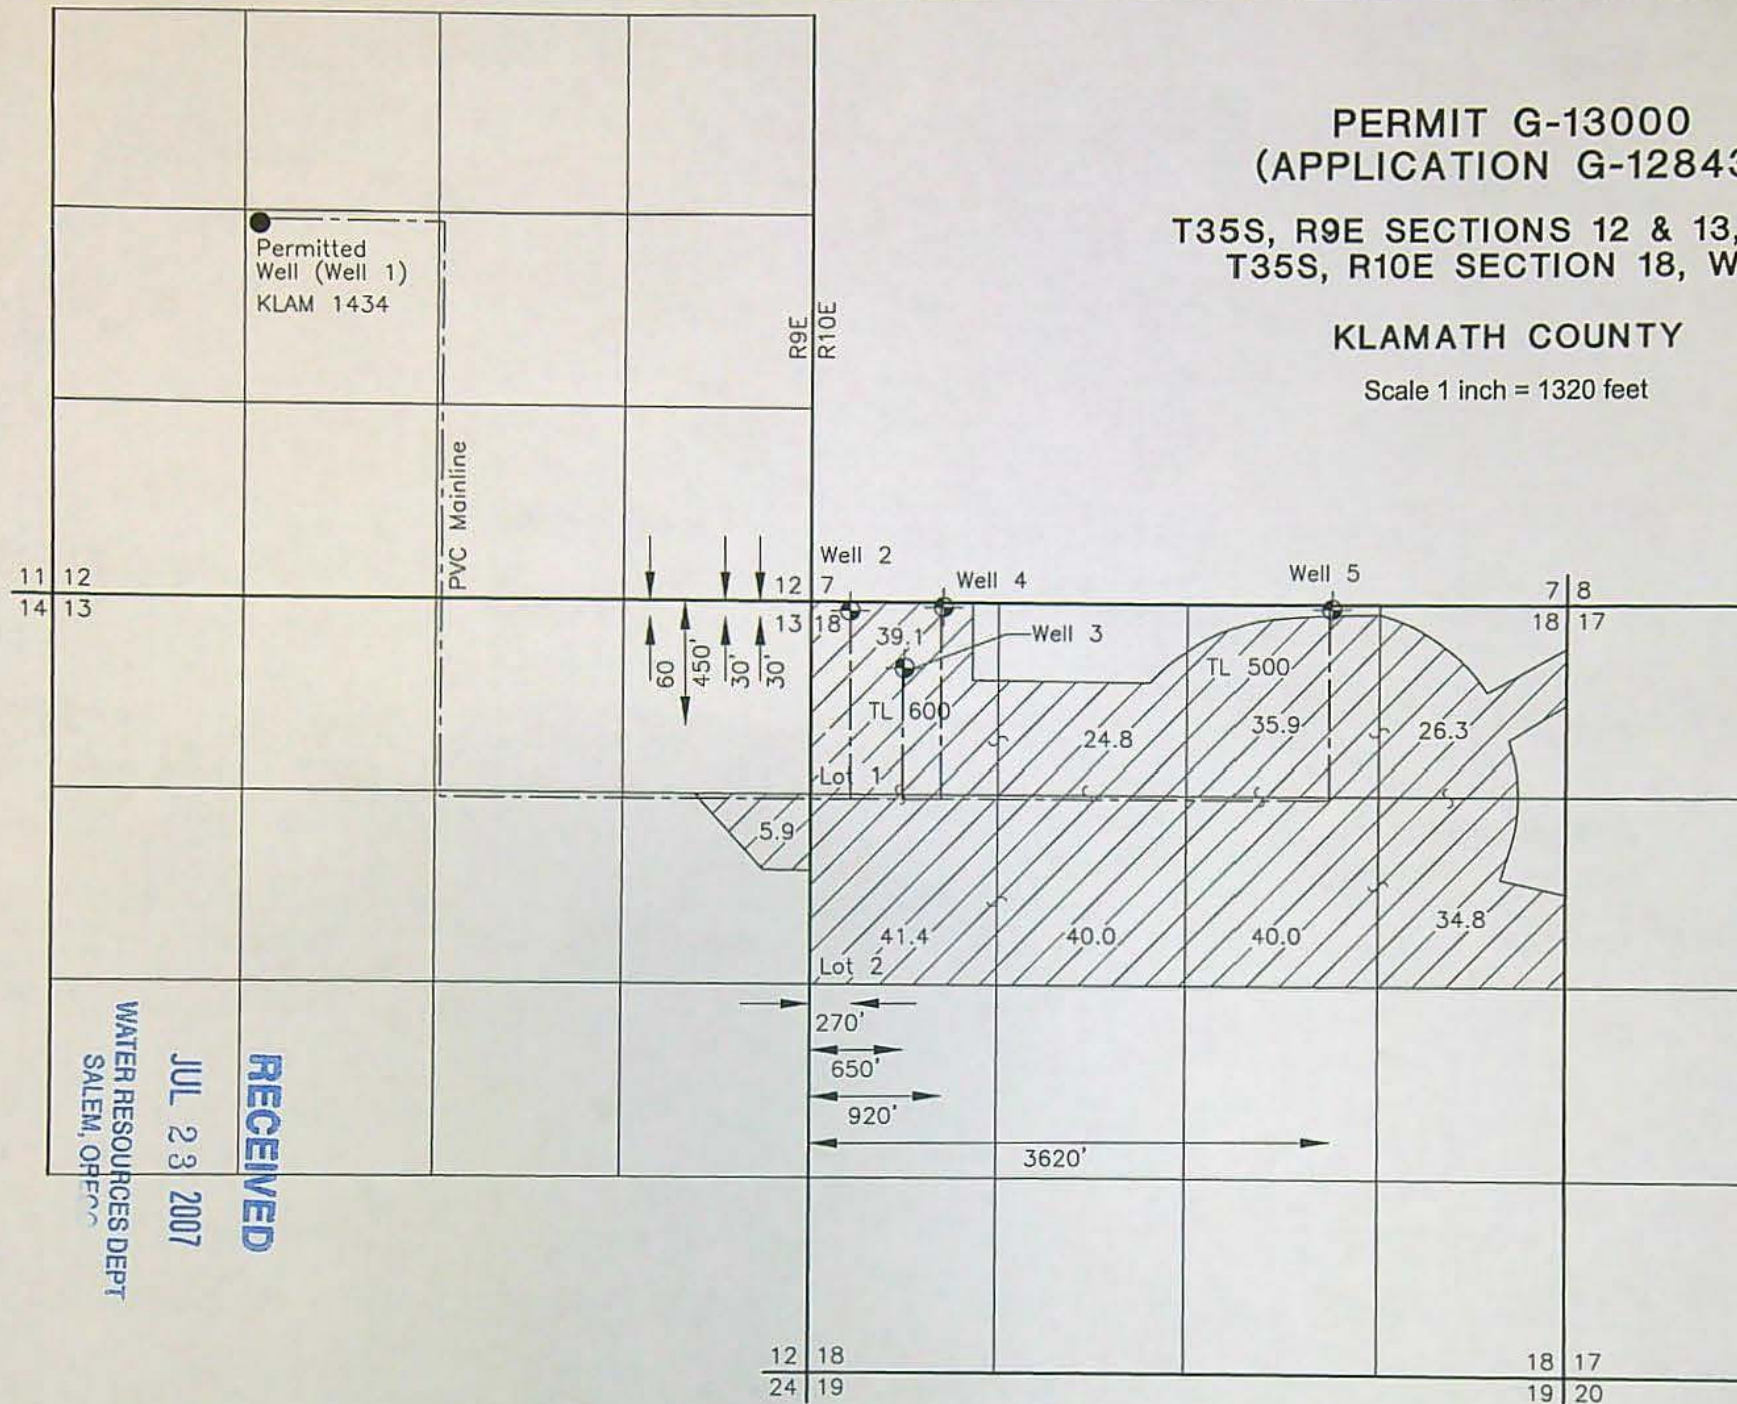 PERMIT G-13000
(APPLICATION G-12843
T35S, R9E SECTIONS 12 & 13,
T35S, R10E SECTION 18, W
KLAMATH COUNTY
Scale 1 inch = 1320 feet
Permitted
Well (Well 1)
KLAM 1434
R9E
R10E
PVC Mainline
11 12
14 13
12 7
13 18
Well 2
Well 4
Well 5
7 8
18 17
60
450'
30'
30'
39.1
Well 3
TL 500
TL 600
24.8
35.9
26.3
Lot 1
5.9
41.4
40.0
40.0
34.8
Lot 2
270'
650'
920'
3620'
RECEIVED
JUL 23 2007
WATER RESOURCES DEPT
SALEM,
12 18
24 19
18 17
19 20